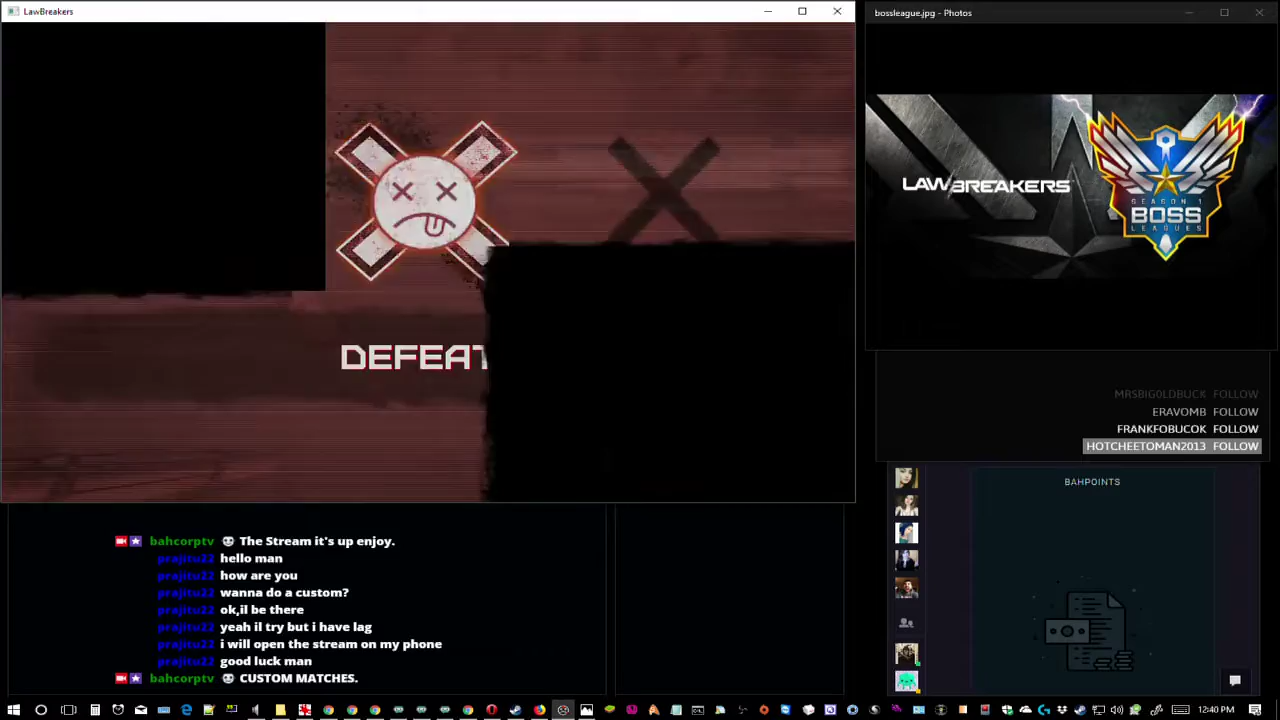 LawBreakers
DEFEAT
bossleague.jpg - Photos
LAWBREAKERS
SEASON 1
BOSS
LEAGUES
MRSBIG0LDBUCK FOLLOW
ERAVOMB FOLLOW
FRANKFOBUCOK FOLLOW
HOTCHEETOMAN2013 FOLLOW
BAHPOINTS
bahcorptv The Stream it's up enjoy.
prajitu22 hello man
prajitu22 how are you
prajitu22 wanna do a custom?
prajitu22 ok,il be there
prajitu22 yeah il try but i have lag
prajitu22 i will open the stream on my phone
prajitu22 good luck man
bahcorptv CUSTOM MATCHES.
12:40 PM